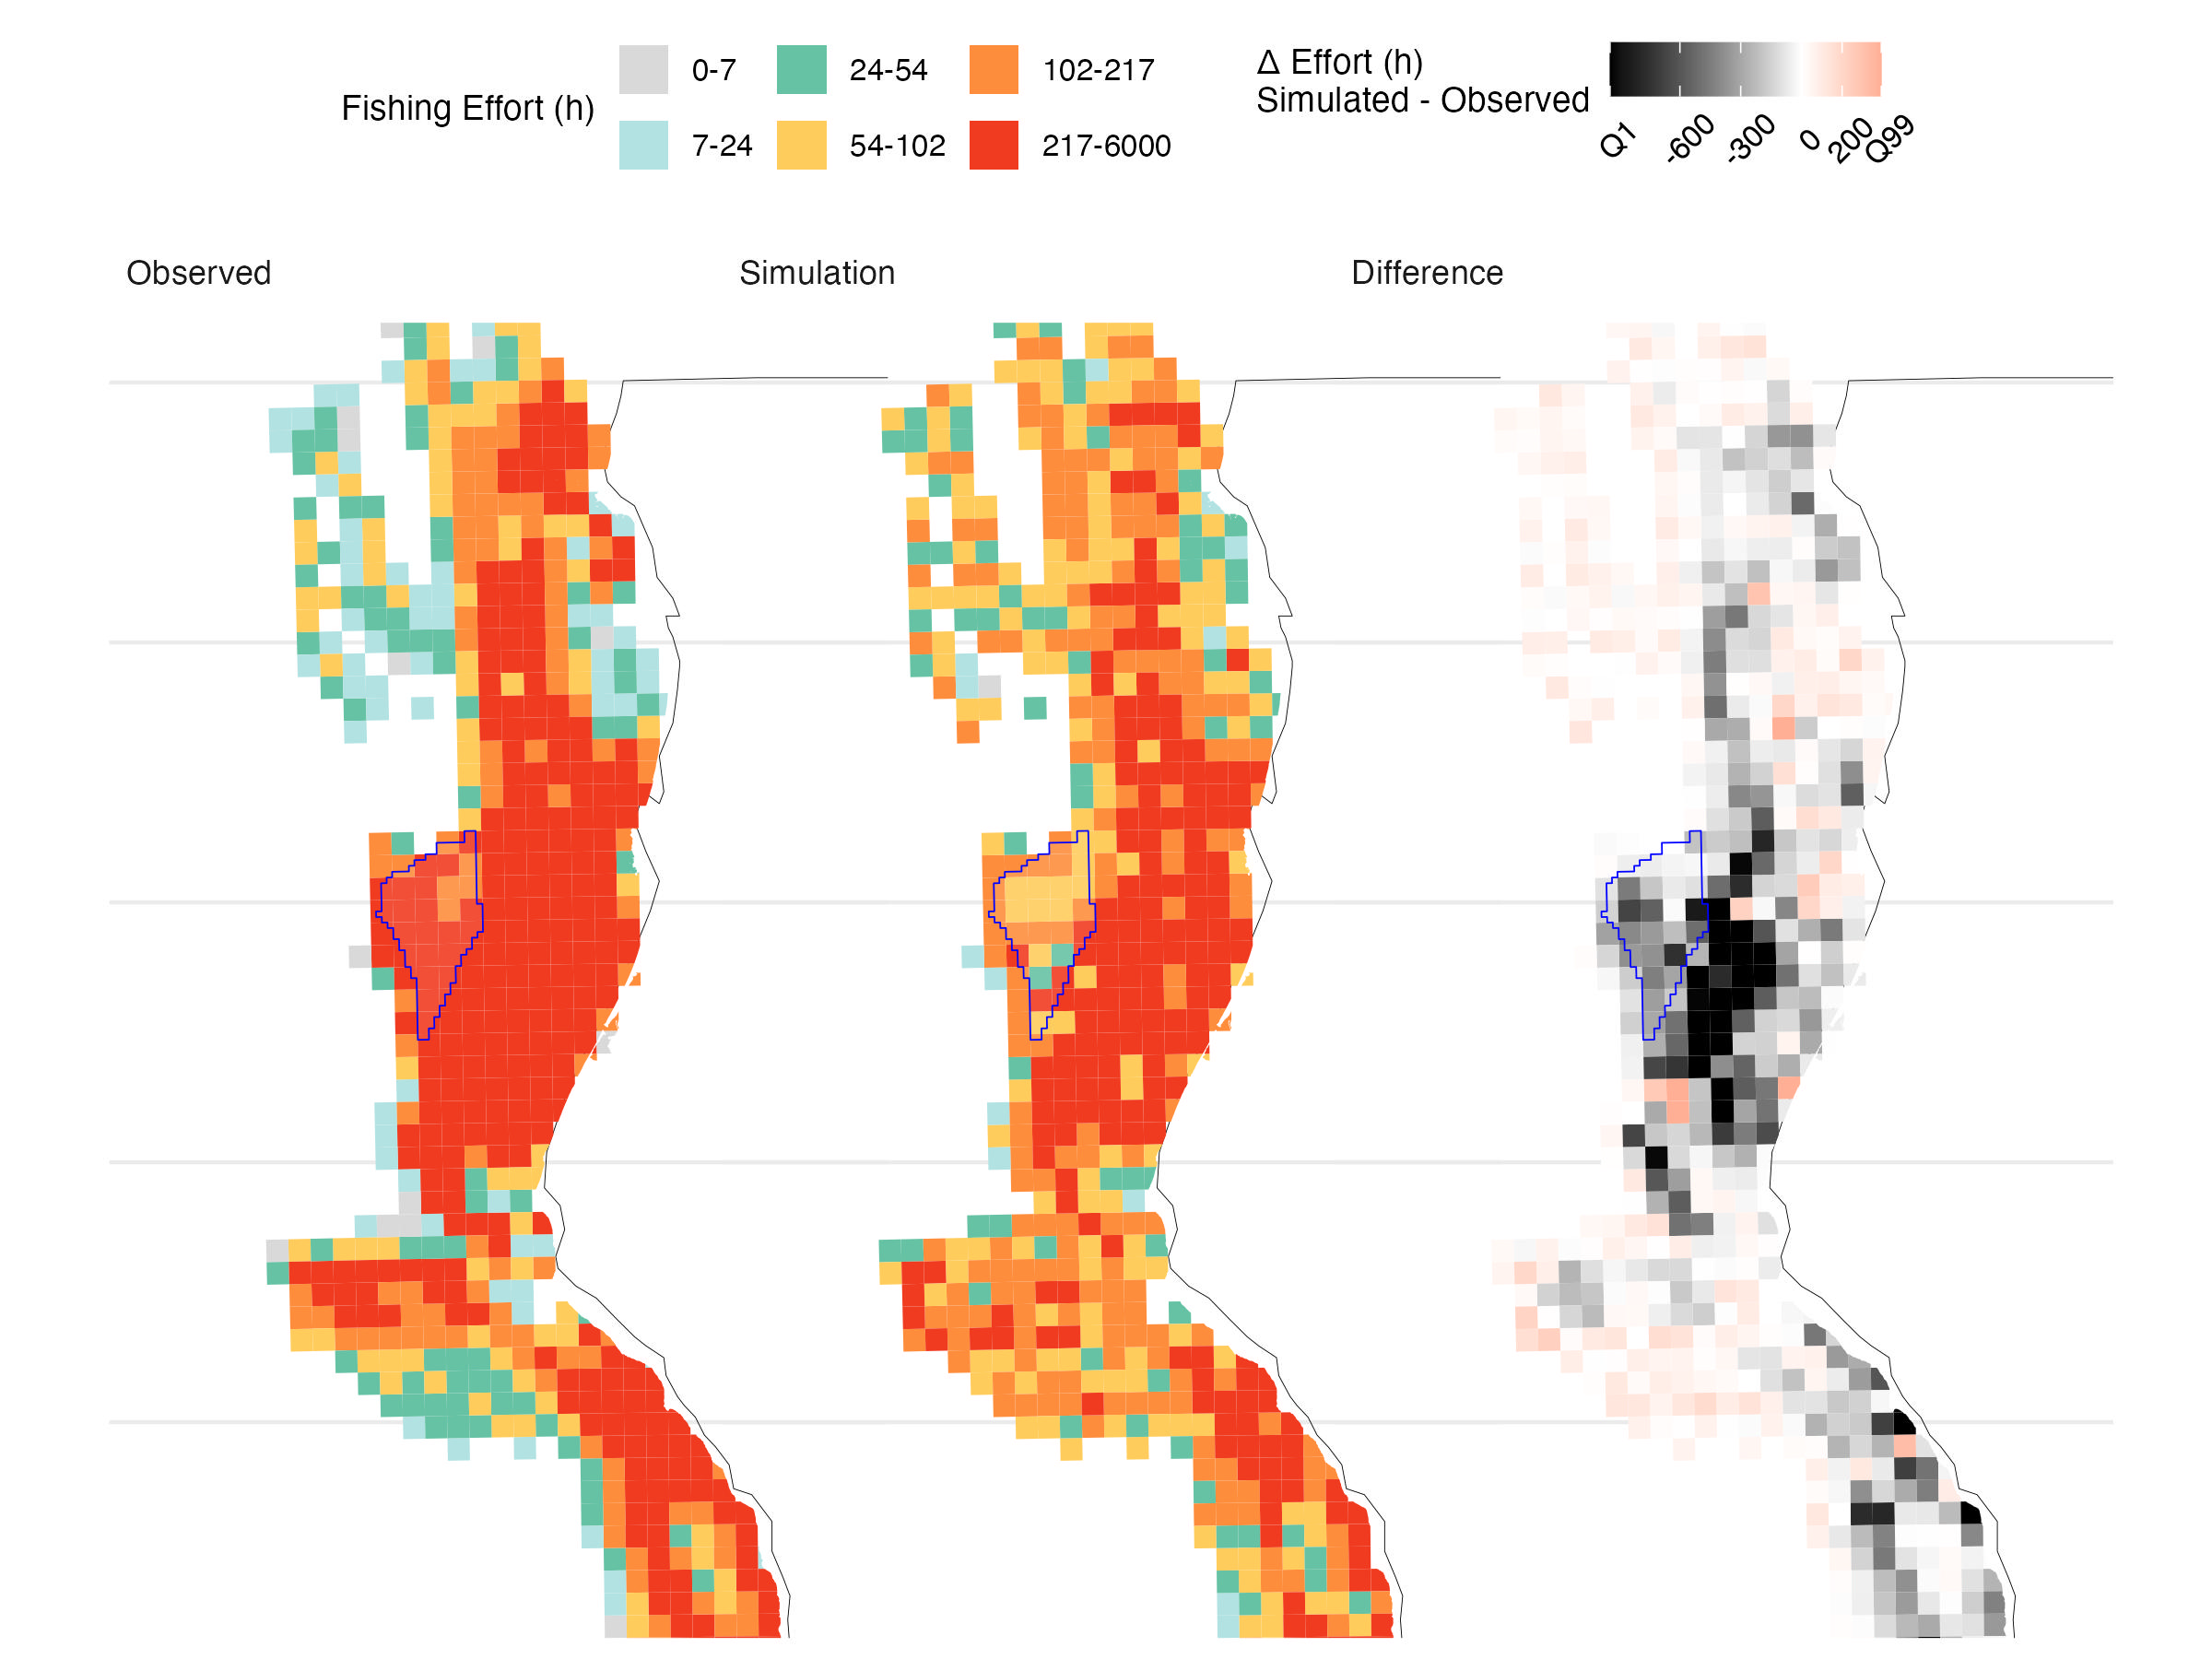 Fishing Effort (h)
0-7
24-54
102-217
7-24
54-102
217-6000
Δ Effort (h)
Simulated - Observed
Q1
-600
-300
0
200
Q99
Observed
Simulation
Difference